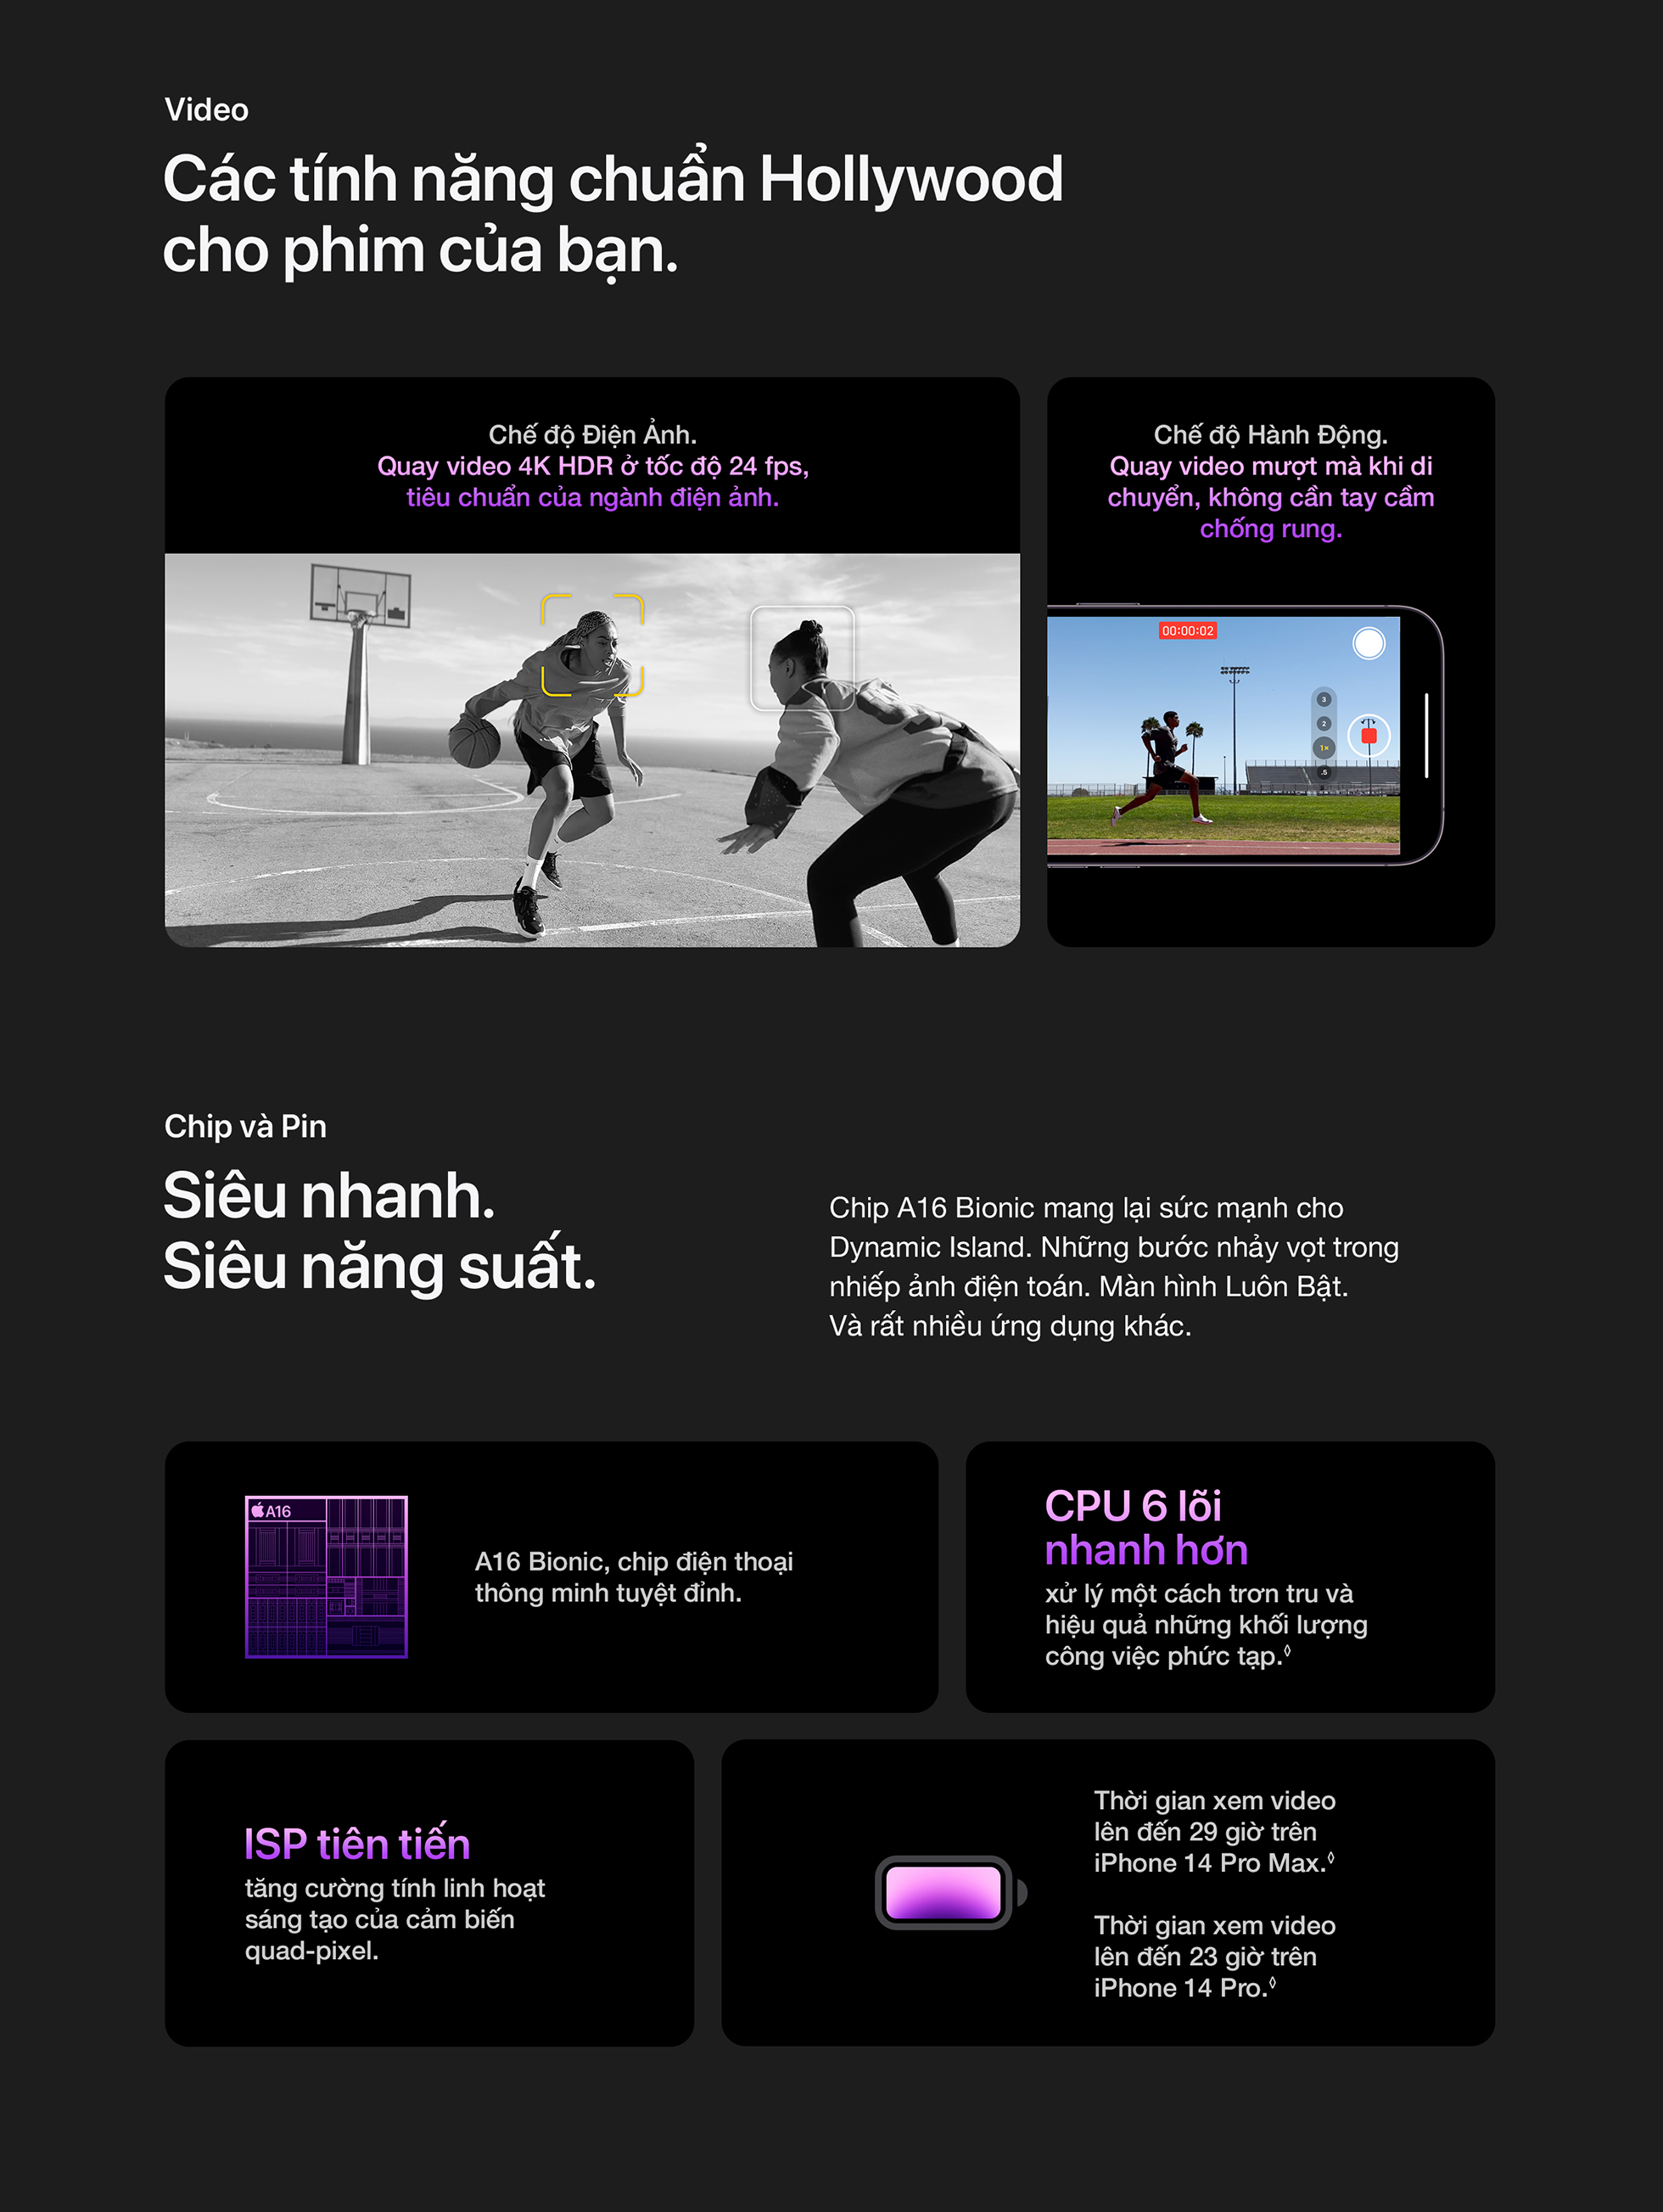 Video
Các tính năng chuẩn Hollywood
cho phim của bạn.
Chế độ Điện Ảnh.
Quay video 4K HDR ở tốc độ 24 fps,
tiêu chuẩn của ngành điện ảnh.
Chế độ Hành Động.
Quay video mượt mà khi di
chuyển, không cần tay cầm
chống rung.
00:00:02
3
2
1×
.5
Chip và Pin
Siêu nhanh.
Siêu năng suất.
Chip A16 Bionic mang lại sức mạnh cho
Dynamic Island. Những bước nhảy vọt trong
nhiếp ảnh điện toán. Màn hình Luôn Bật.
Và rất nhiều ứng dụng khác.
A16
A16 Bionic, chip điện thoại
thông minh tuyệt đỉnh.
CPU 6 lõi
nhanh hơn
xử lý một cách trơn tru và
hiệu quả những khối lượng
công việc phức tạp.◊
ISP tiên tiến
tăng cường tính linh hoạt
sáng tạo của cảm biến
quad-pixel.
Thời gian xem video
lên đến 29 giờ trên
iPhone 14 Pro Max.◊
Thời gian xem video
lên đến 23 giờ trên
iPhone 14 Pro.◊